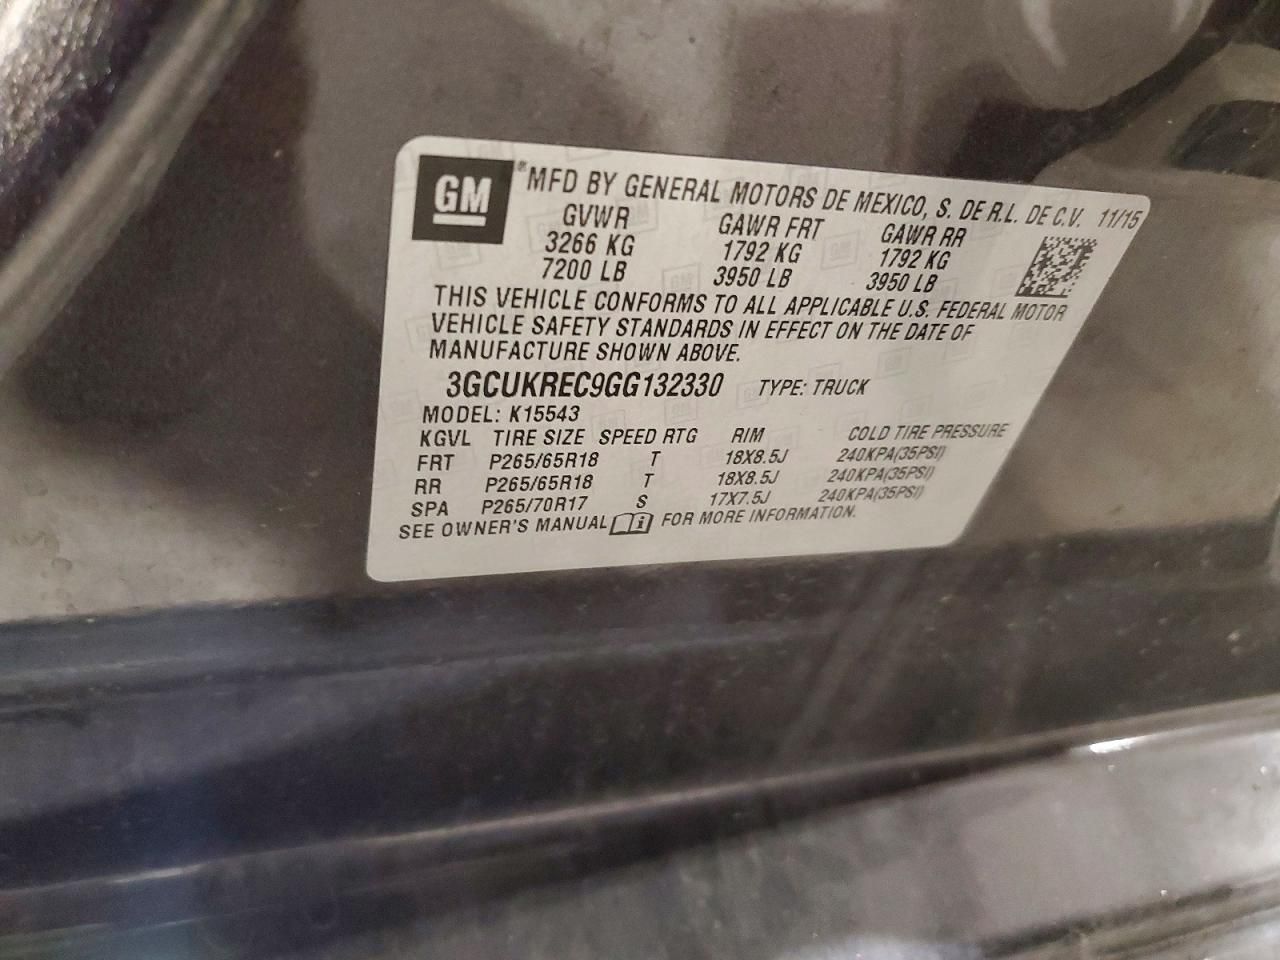 GM ® MFD BY GENERAL MOTORS DE MEXICO, S. DE R.L. DE C.V. 11/15
GVWR GAWR FRT GAWR RR
3266 KG 1792 KG 1792 KG
7200 LB 3950 LB 3950 LB
THIS VEHICLE CONFORMS TO ALL APPLICABLE U.S. FEDERAL MOTOR
VEHICLE SAFETY STANDARDS IN EFFECT ON THE DATE OF
MANUFACTURE SHOWN ABOVE.
3GCUKREC9GG132330 TYPE: TRUCK
MODEL: K15543
KGVL TIRE SIZE SPEED RTG RIM COLD TIRE PRESSURE
FRT P265/65R18 T 18X8.5J 240KPA(35PSI)
RR P265/65R18 T 18X8.5J 240KPA(35PSI)
SPA P265/70R17 S 17X7.5J 240KPA(35PSI)
SEE OWNER'S MANUAL i FOR MORE INFORMATION.